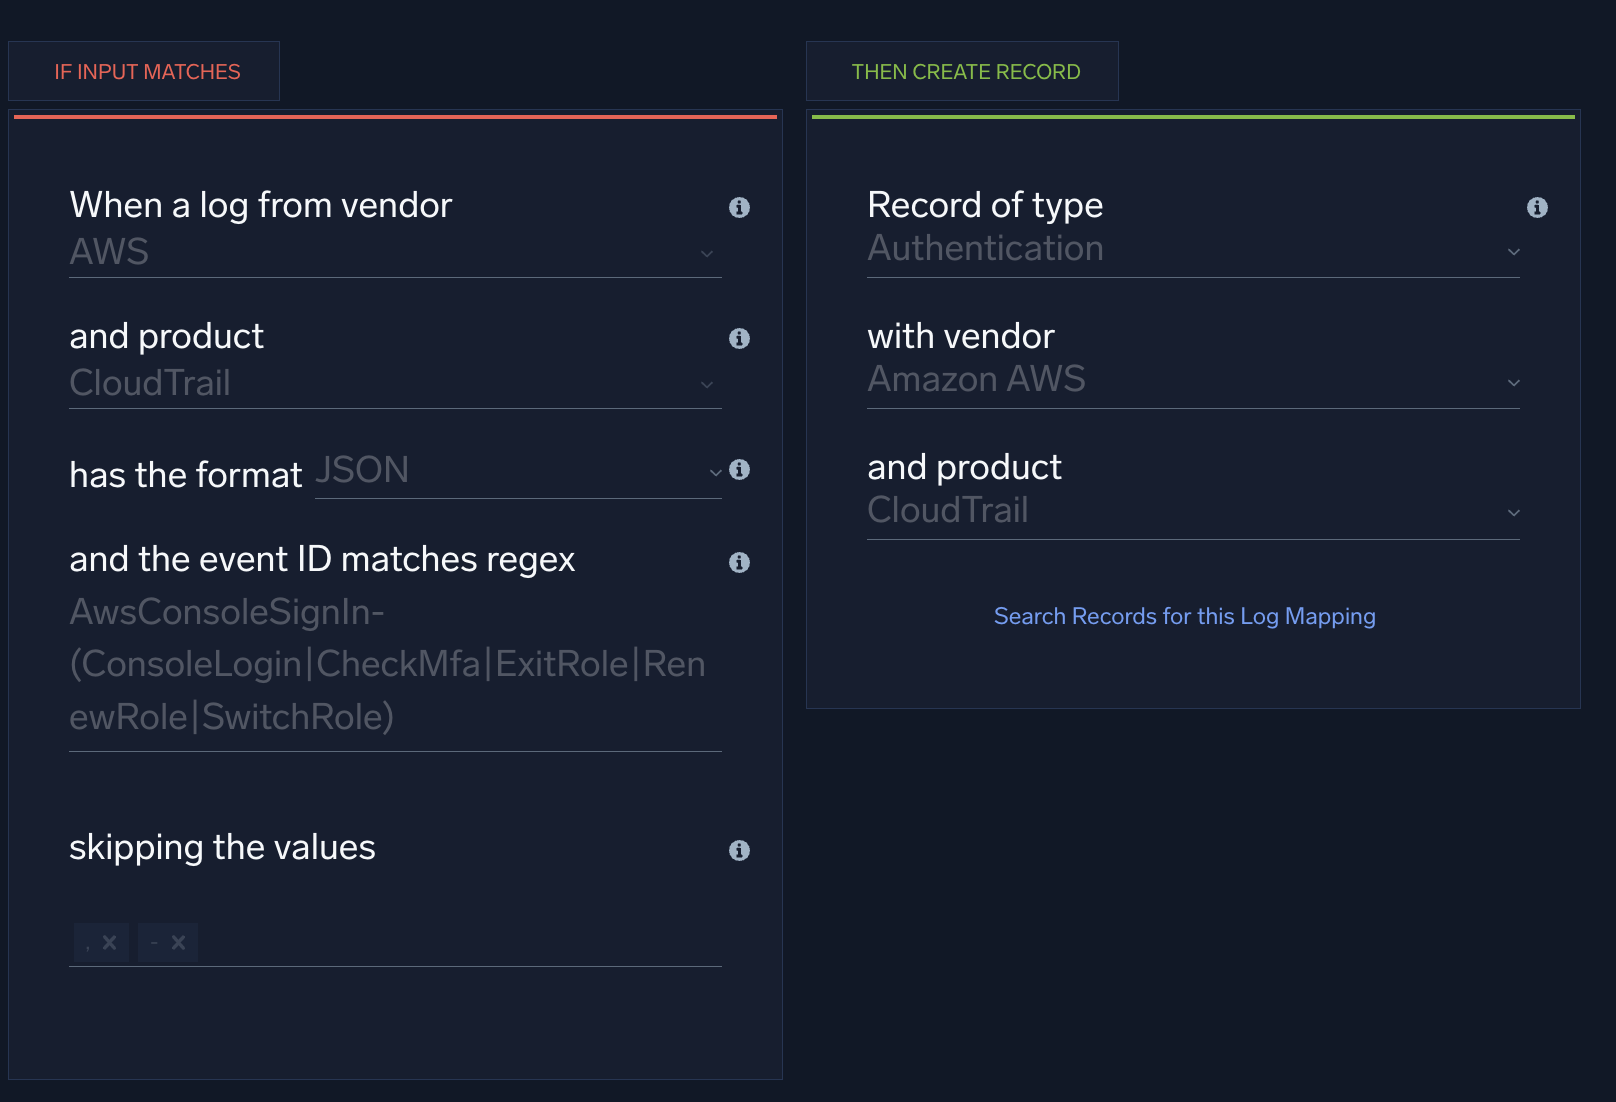 IF INPUT MATCHES
When a log from vendor
AWS
and product
CloudTrail
has the format JSON
and the event ID matches regex
AwsConsoleSignIn-
(ConsoleLogin|CheckMfa|ExitRole|Ren
ewRole|SwitchRole)
skipping the values
, -
THEN CREATE RECORD
Record of type
Authentication
with vendor
Amazon AWS
and product
CloudTrail
Search Records for this Log Mapping